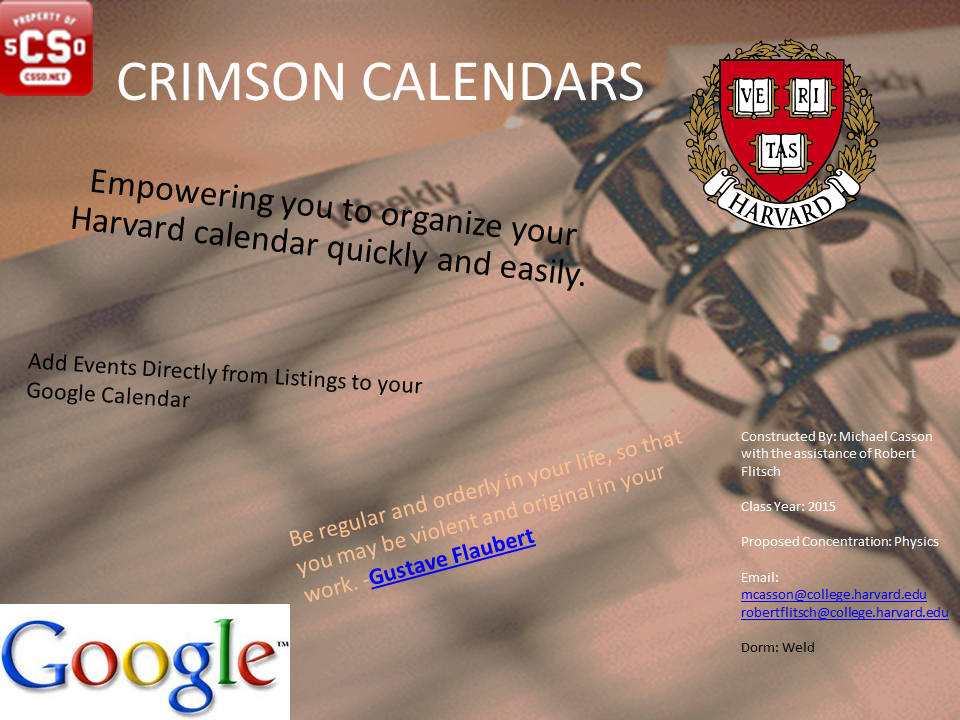 PROPERTY OF
5CS0
CS50.NET
CRIMSON CALENDARS
VE RI
TAS
HARVARD
Weekly
Empowering you to organize your
Harvard calendar quickly and easily.
Add Events Directly from Listings to your
Google Calendar
Be regular and orderly in your life, so that
you may be violent and original in your
work. -Gustave Flaubert
Constructed By: Michael Casson
with the assistance of Robert
Flitsch
Class Year: 2015
Proposed Concentration: Physics
Email:
mcasson@college.harvard.edu
robertflitsch@college.harvard.edu
Dorm: Weld
Google™